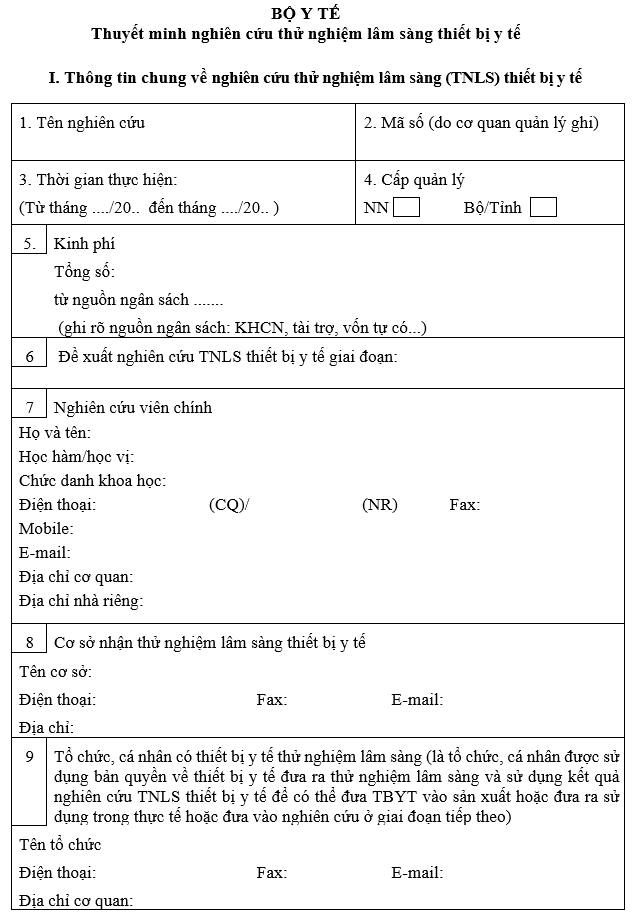 BỘ Y TẾ
Thuyết minh nghiên cứu thử nghiệm lâm sàng thiết bị y tế
I. Thông tin chung về nghiên cứu thử nghiệm lâm sàng (TNLS) thiết bị y tế
1. Tên nghiên cứu
2. Mã số (do cơ quan quản lý ghi)
3. Thời gian thực hiện:
(Từ tháng ..../20.. đến tháng ..../20.. )
4. Cấp quản lý
NN Bộ/Tỉnh
5. Kinh phí
Tổng số:
từ nguồn ngân sách .......
(ghi rõ nguồn ngân sách: KHCN, tài trợ, vốn tự có...)
6 Đề xuất nghiên cứu TNLS thiết bị y tế giai đoạn:
7 Nghiên cứu viên chính
Họ và tên:
Học hàm/học vị:
Chức danh khoa học:
Điện thoại: (CQ)/ (NR) Fax:
Mobile:
E-mail:
Địa chỉ cơ quan:
Địa chỉ nhà riêng:
8 Cơ sở nhận thử nghiệm lâm sàng thiết bị y tế
Tên cơ sở:
Điện thoại: Fax: E-mail:
Địa chỉ:
9 Tổ chức, cá nhân có thiết bị y tế thử nghiệm lâm sàng (là tổ chức, cá nhân được sử
dụng bản quyền về thiết bị y tế đưa ra thử nghiệm lâm sàng và sử dụng kết quả
nghiên cứu TNLS thiết bị y tế để có thể đưa TBYT vào sản xuất hoặc đưa ra sử
dụng trong thực tế hoặc đưa vào nghiên cứu ở giai đoạn tiếp theo)
Tên tổ chức
Điện thoại: Fax: E-mail:
Địa chỉ cơ quan: